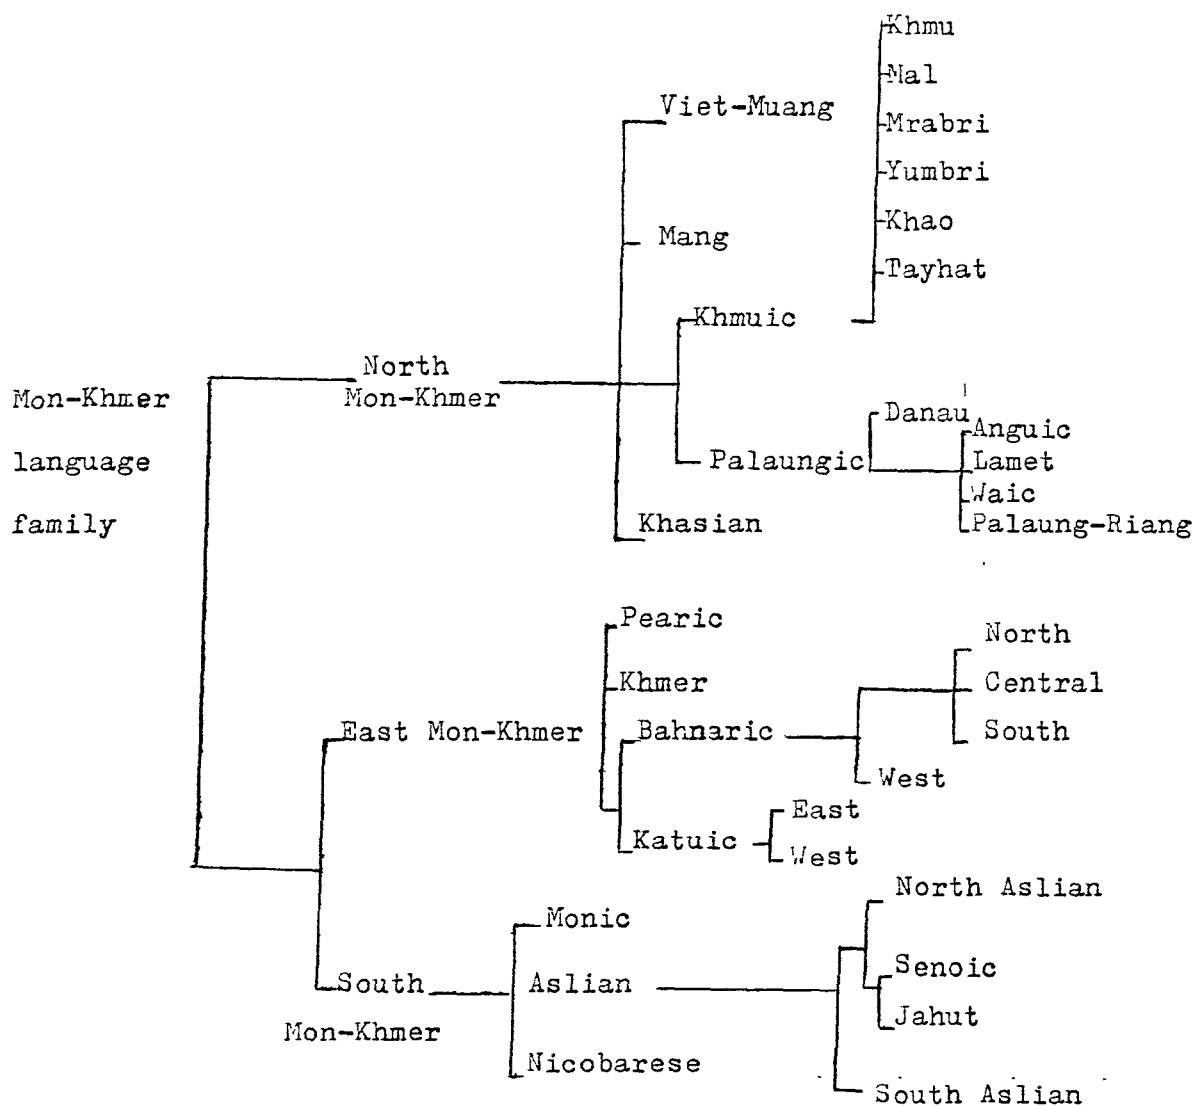 Khmu
Mal
Viet-Muang
Mrabri
Yumbri
Khao
Mang
Tayhat
Khmuic
North
Mon-Khmer
Mon-Khmer
language
family
Danau
Anguic
Palaungic
Lamet
Waic
Khasian
Palaung-Riang
Pearic
North
Khmer
Central
East Mon-Khmer
Bahnaric
South
West
East
Katuic
West
North Aslian
Monic
Senoic
South
Mon-Khmer
Aslian
Jahut
Nicobarese
South Aslian